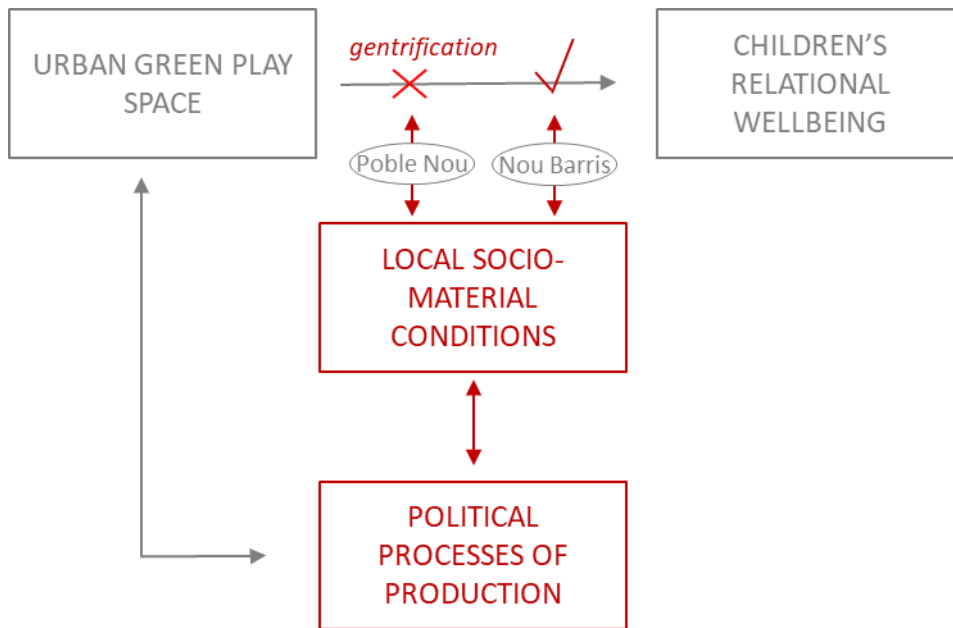 URBAN GREEN PLAY
SPACE
gentrification
CHILDREN’S
RELATIONAL
WELLBEING
Poble Nou
Nou Barris
LOCAL SOCIO-
MATERIAL
CONDITIONS
POLITICAL
PROCESSES OF
PRODUCTION